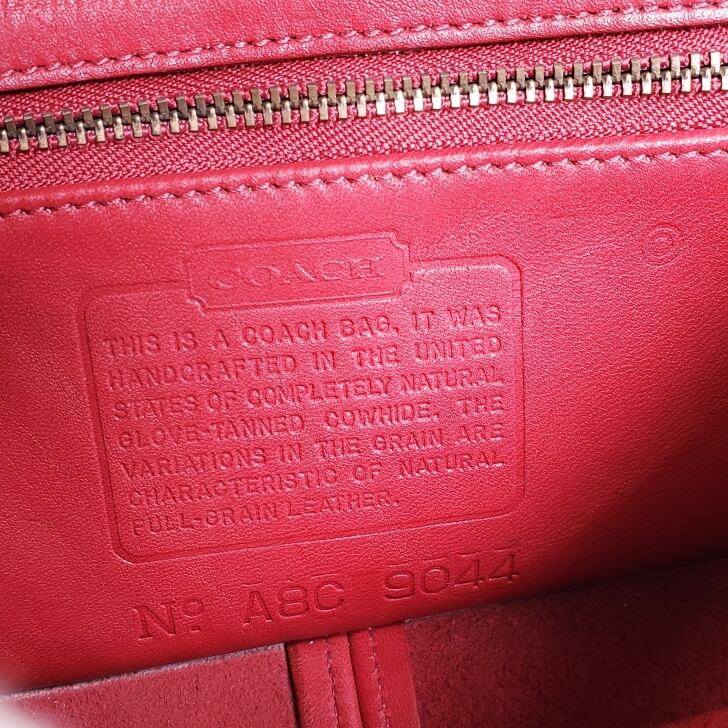 COACH
THIS IS A COACH BAG. IT WAS
HANDCRAFTED IN THE UNITED
STATES OF COMPLETELY NATURAL
GLOVE-TANNED COWHIDE. THE
VARIATIONS IN THE GRAIN ARE
CHARACTERISTIC OF NATURAL
FULL-GRAIN LEATHER.
Nº A8C 9044